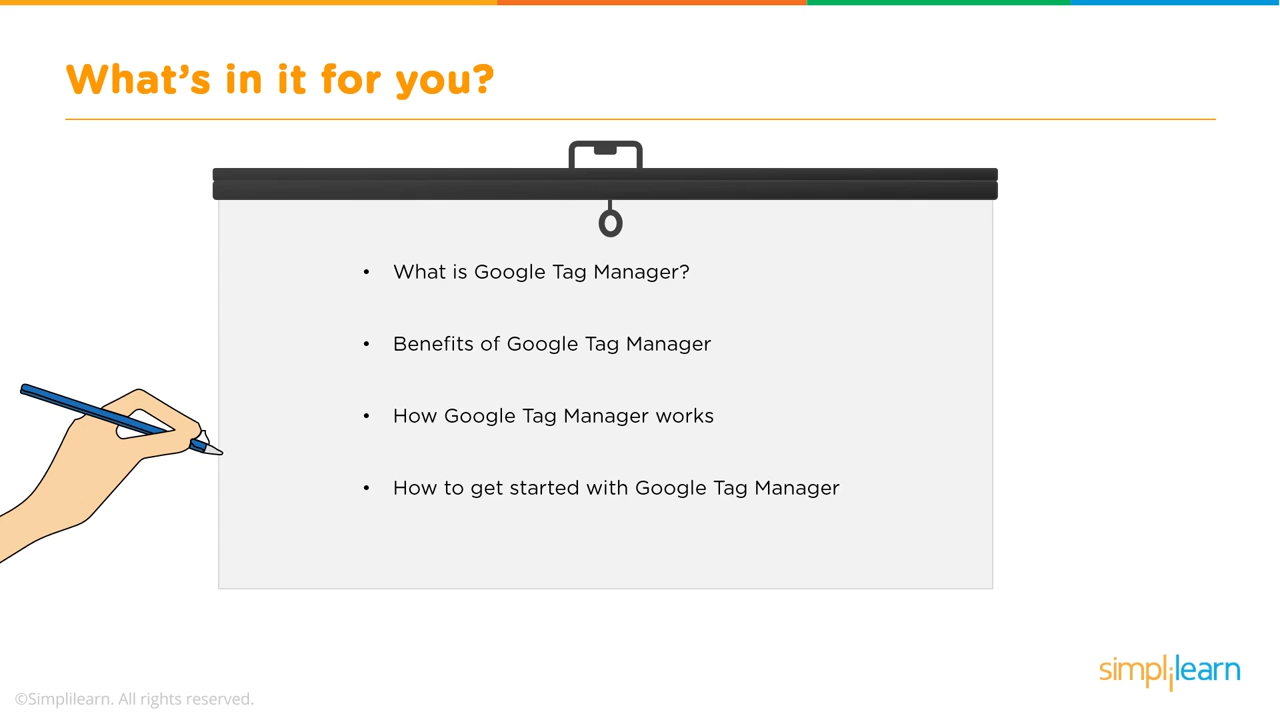 What’s in it for you?
• What is Google Tag Manager?
• Benefits of Google Tag Manager
• How Google Tag Manager works
• How to get started with Google Tag Manager
simplilearn
©Simplilearn. All rights reserved.